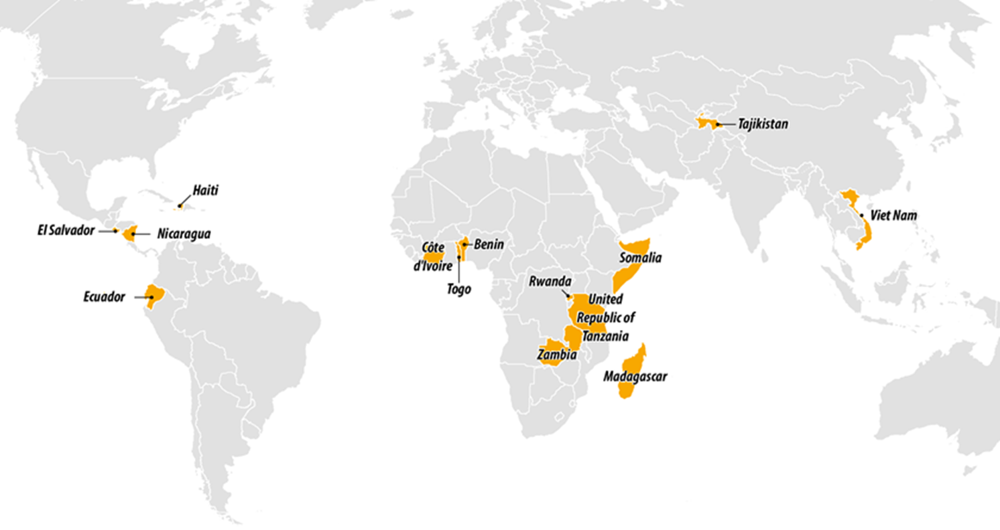 Tajikistan
Haiti
Viet Nam
El Salvador
Nicaragua
Côte
d'Ivoire
Benin
Somalia
Togo
Rwanda
Ecuador
United
Republic of
Tanzania
Zambia
Madagascar